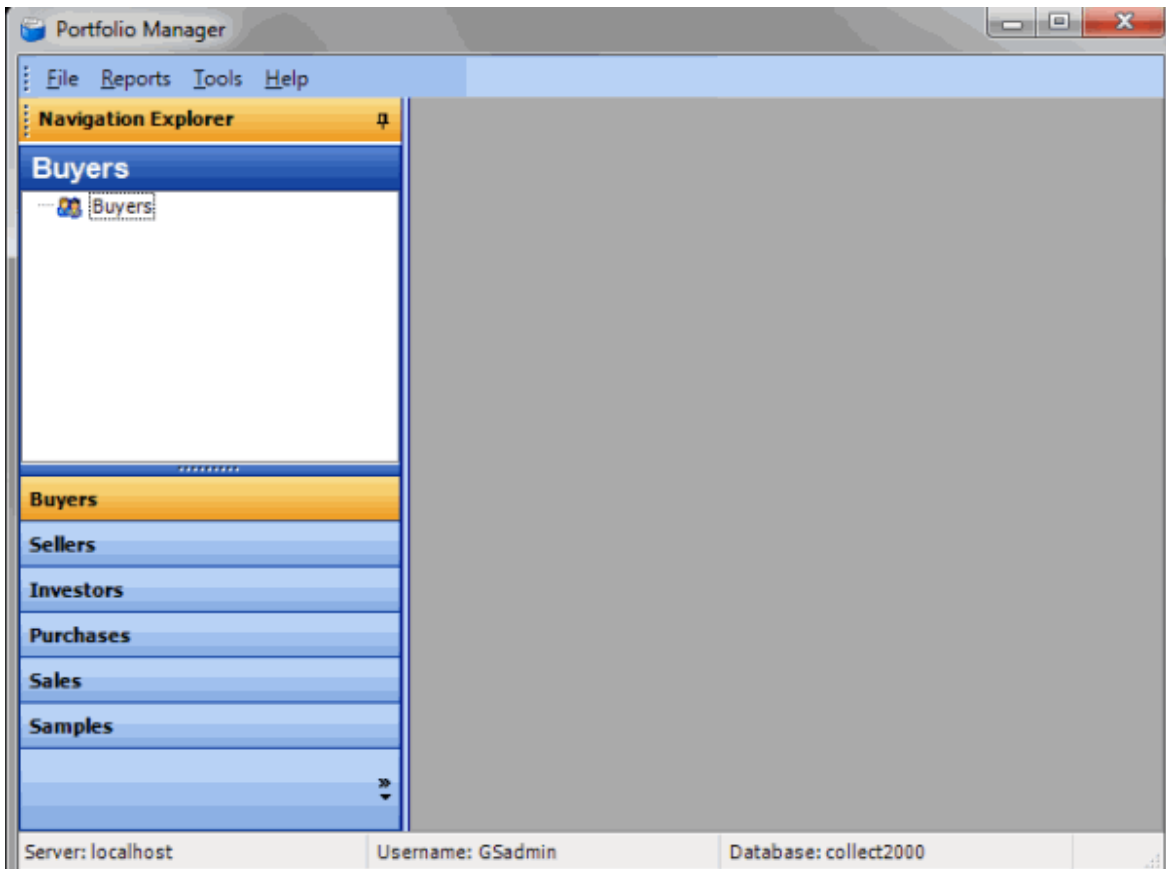 Portfolio Manager
File Reports Tools Help
Navigation Explorer
Buyers
Buyers
Buyers
Sellers
Investors
Purchases
Sales
Samples
Server: localhost Username: GSadmin Database: collect2000